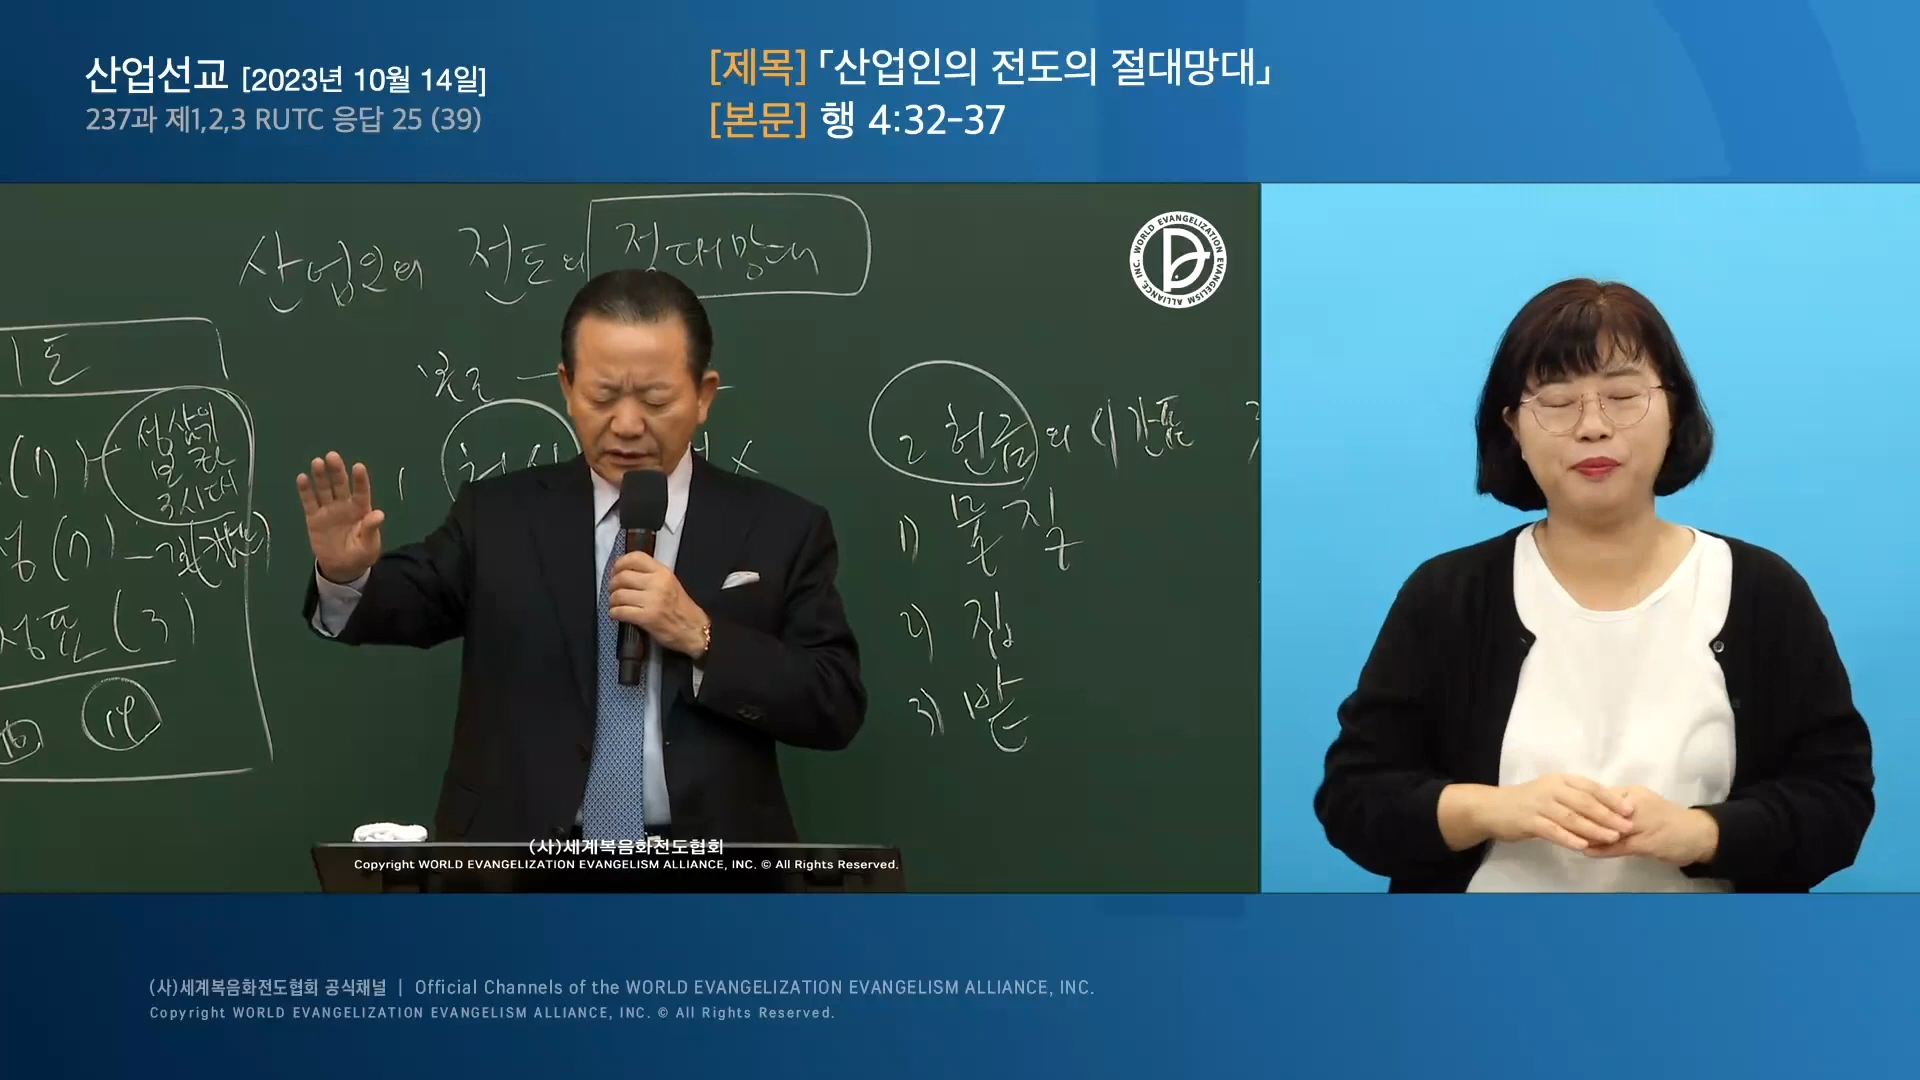 산업선교 [2023년 10월 14일]
237과 제1,2,3 RUTC 응답 25 (39)
[제목] 「산업인의 전도의 절대망대」
[본문] 행 4:32-37
산업인의 전도의 절대망대
WORLD EVANGELIZATION EVANGELISM ALLIANCE, INC.
2 헌금의 시간표
1) 물질
2) 집
3) 밭
(7)
(7)
(3)
(사)세계복음화전도협회
Copyright WORLD EVANGELIZATION EVANGELISM ALLIANCE, INC. © All Rights Reserved.
(사)세계복음화전도협회 공식채널 | Official Channels of the WORLD EVANGELIZATION EVANGELISM ALLIANCE, INC.
Copyright WORLD EVANGELIZATION EVANGELISM ALLIANCE, INC. © All Rights Reserved.